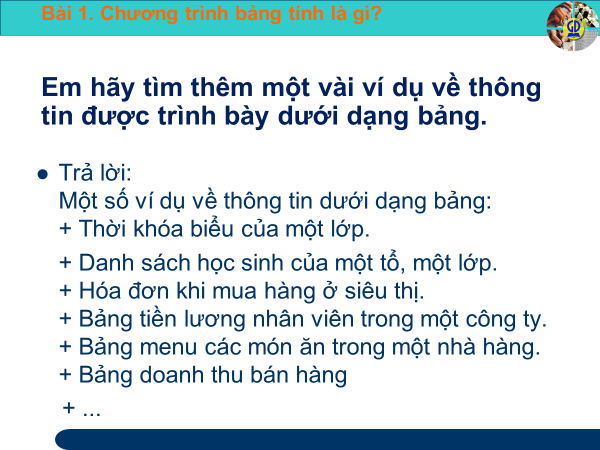 Bài 1. Chương trình bảng tính là gì?
Em hãy tìm thêm một vài ví dụ về thông
tin được trình bày dưới dạng bảng.
● Trả lời:
Một số ví dụ về thông tin dưới dạng bảng:
+ Thời khóa biểu của một lớp.
+ Danh sách học sinh của một tổ, một lớp.
+ Hóa đơn khi mua hàng ở siêu thị.
+ Bảng tiền lương nhân viên trong một công ty.
+ Bảng menu các món ăn trong một nhà hàng.
+ Bảng doanh thu bán hàng
+ ...